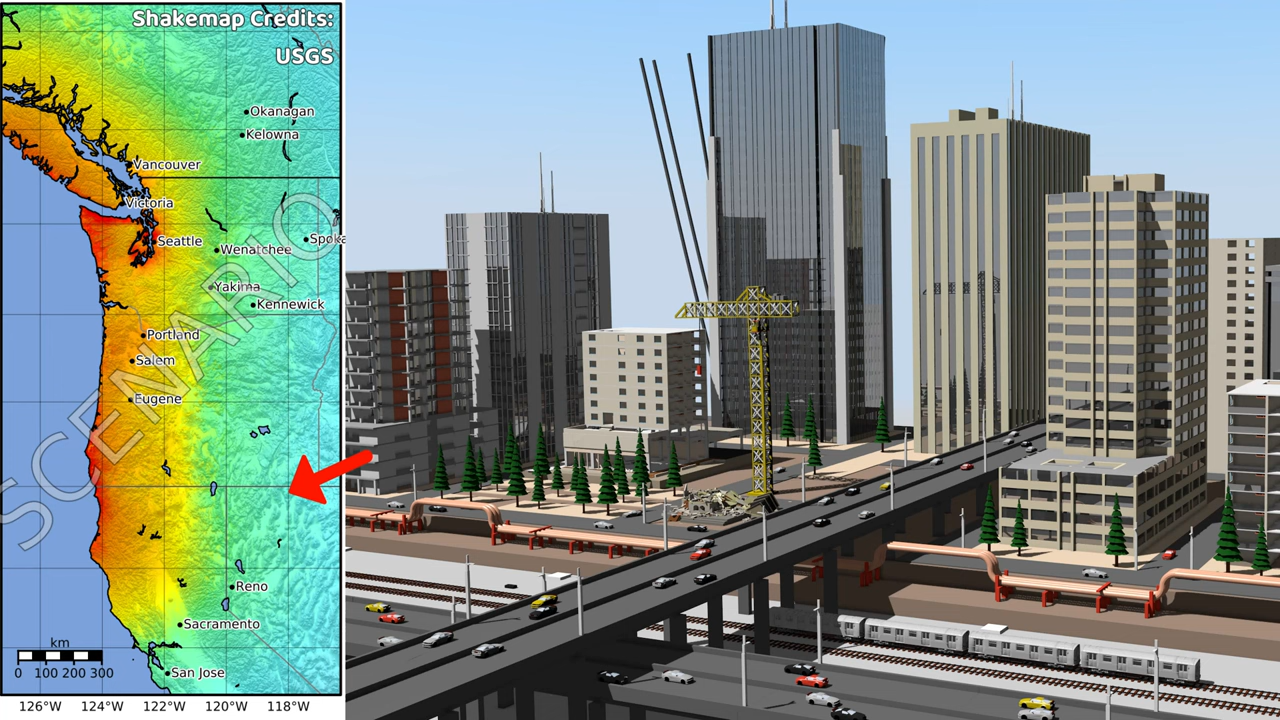 Shakemap Credits:
USGS
Okanagan
Kelowna
Vancouver
Victoria
Seattle
Wenatchee
Spoka
Yakima
Kennewick
Portland
Salem
Eugene
SCENARIO
Reno
Sacramento
km
0 100 200 300
San Jose
126°W 124°W 122°W 120°W 118°W